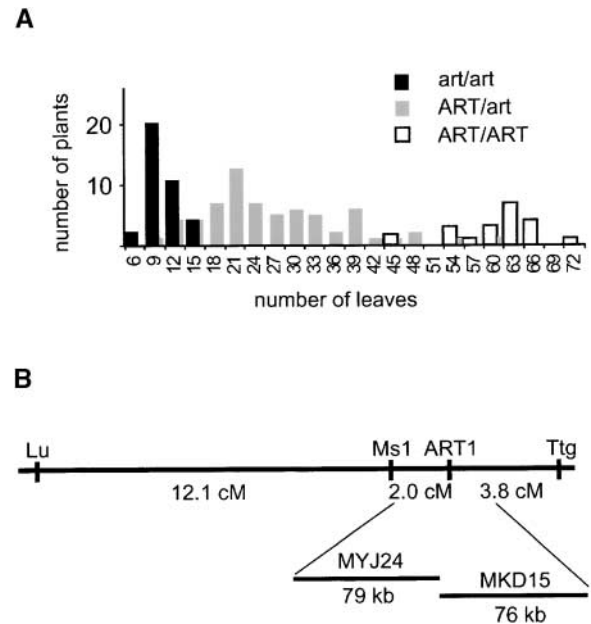 A
art/art
ART/art
ART/ART
number of plants
20
10
6 9 12 15 18 21 24 27 30 33 36 39 42 45 48 51 54 57 60 63 66 69 72
number of leaves
B
Lu Ms1 ART1 Ttg
12.1 cM 2.0 cM 3.8 cM
MYJ24
79 kb
MKD15
76 kb